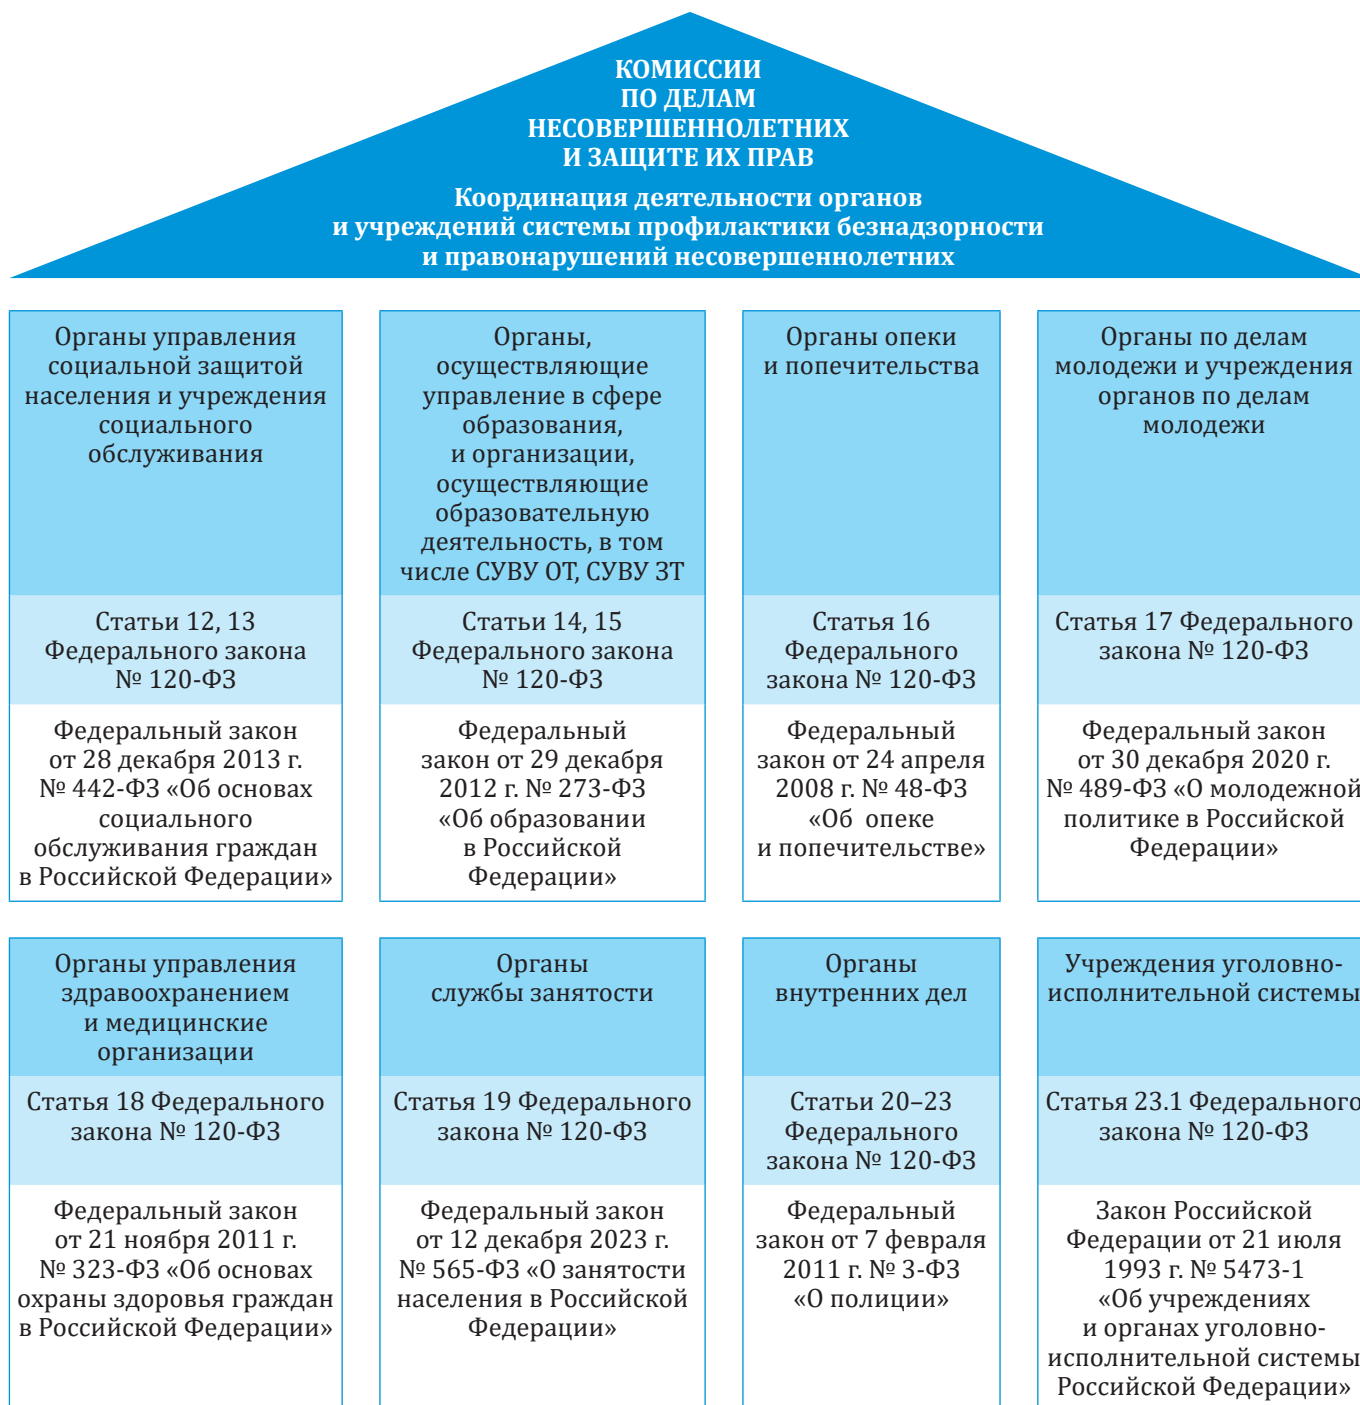 КОМИССИИ
ПО ДЕЛАМ
НЕСОВЕРШЕННОЛЕТНИХ
И ЗАЩИТЕ ИХ ПРАВ
Координация деятельности органов
и учреждений системы профилактики безнадзорности
и правонарушений несовершеннолетних
Органы управления
социальной защитой
населения и учреждения
социального
обслуживания
Статьи 12, 13
Федерального закона
№ 120-ФЗ
Федеральный закон
от 28 декабря 2013 г.
№ 442-ФЗ «Об основах
социального
обслуживания граждан
в Российской Федерации»
Органы,
осуществляющие
управление в сфере
образования,
и организации,
осуществляющие
образовательную
деятельность, в том
числе СУВУ ОТ, СУВУ ЗТ
Статьи 14, 15
Федерального закона
№ 120-ФЗ
Федеральный
закон от 29 декабря
2012 г. № 273-ФЗ
«Об образовании
в Российской
Федерации»
Органы опеки
и попечительства
Статья 16
Федерального
закона № 120-ФЗ
Федеральный
закон от 24 апреля
2008 г. № 48-ФЗ
«Об опеке
и попечительстве»
Органы по делам
молодежи и учреждения
органов по делам
молодежи
Статья 17 Федерального
закона № 120-ФЗ
Федеральный закон
от 30 декабря 2020 г.
№ 489-ФЗ «О молодежной
политике в Российской
Федерации»
Органы управления
здравоохранением
и медицинские
организации
Статья 18 Федерального
закона № 120-ФЗ
Федеральный закон
от 21 ноября 2011 г.
№ 323-ФЗ «Об основах
охраны здоровья граждан
в Российской Федерации»
Органы
службы занятости
Статья 19 Федерального
закона № 120-ФЗ
Федеральный закон
от 12 декабря 2023 г.
№ 565-ФЗ «О занятости
населения в Российской
Федерации»
Органы
внутренних дел
Статьи 20–23
Федерального
закона № 120-ФЗ
Федеральный
закон от 7 февраля
2011 г. № 3-ФЗ
«О полиции»
Учреждения уголовно-
исполнительной системы
Статья 23.1 Федерального
закона № 120-ФЗ
Закон Российской
Федерации от 21 июля
1993 г. № 5473-1
«Об учреждениях
и органах уголовно-
исполнительной системы
Российской Федерации»